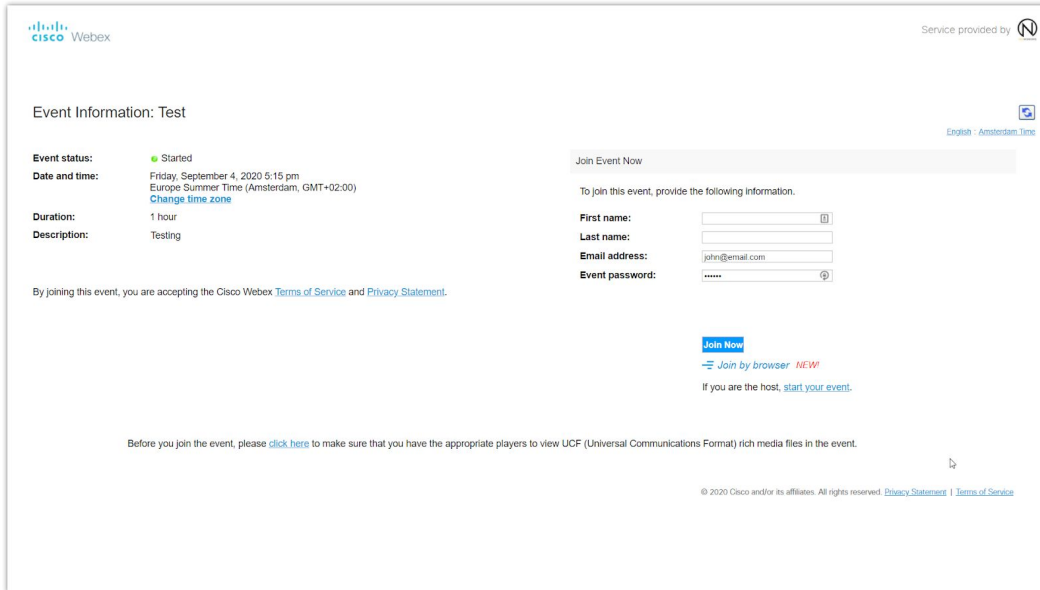 CISCO Webex
Service provided by N
Event Information: Test
English : Amsterdam Time
Event status: Started
Date and time: Friday, September 4, 2020 5:15 pm
Europe Summer Time (Amsterdam, GMT+02:00)
Change time zone
Duration: 1 hour
Description: Testing
By joining this event, you are accepting the Cisco Webex Terms of Service and Privacy Statement.
Join Event Now
To join this event, provide the following information.
First name:
Last name:
Email address: john@email.com
Event password: ••••••
Join Now
Join by browser NEW!
If you are the host, start your event.
Before you join the event, please click here to make sure that you have the appropriate players to view UCF (Universal Communications Format) rich media files in the event.
© 2020 Cisco and/or its affiliates. All rights reserved. Privacy Statement | Terms of Service